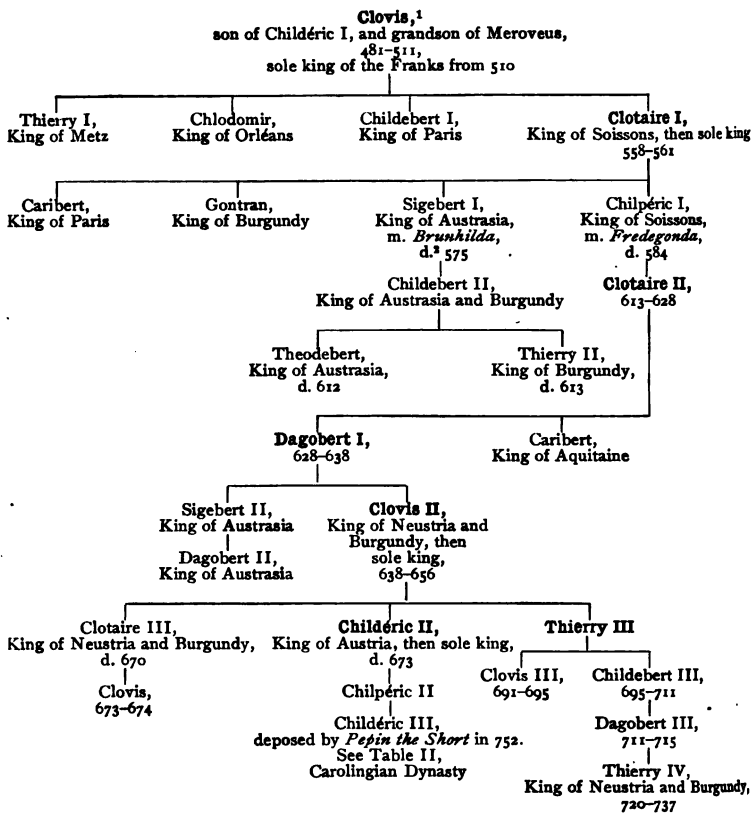 Clovis,¹
son of Childéric I, and grandson of Meroveus,
481–511,
sole king of the Franks from 510
Thierry I,
King of Metz
Chlodomir,
King of Orléans
Childebert I,
King of Paris
Clotaire I,
King of Soissons, then sole king
558–561
Caribert,
King of Paris
Gontran,
King of Burgundy
Sigebert I,
King of Austrasia,
m. Brunhilda,
d.² 575
Chilpéric I,
King of Soissons,
m. Fredegonda,
d. 584
Childebert II,
King of Austrasia and Burgundy
Clotaire II,
613–628
Theodebert,
King of Austrasia,
d. 612
Thierry II,
King of Burgundy,
d. 613
Dagobert I,
628–638
Caribert,
King of Aquitaine
Sigebert II,
King of Austrasia
Dagobert II,
King of Austrasia
Clovis II,
King of Neustria and
Burgundy, then
sole king,
638–656
Clotaire III,
King of Neustria and Burgundy,
d. 670
Clovis,
673–674
Childéric II,
King of Austria, then sole king,
d. 673
Chilpéric II
Childéric III,
deposed by Pepin the Short in 752.
See Table II,
Carolingian Dynasty
Thierry III
Clovis III,
691–695
Childebert III,
695–711
Dagobert III,
711–715
Thierry IV,
King of Neustria and Burgundy,
720–737